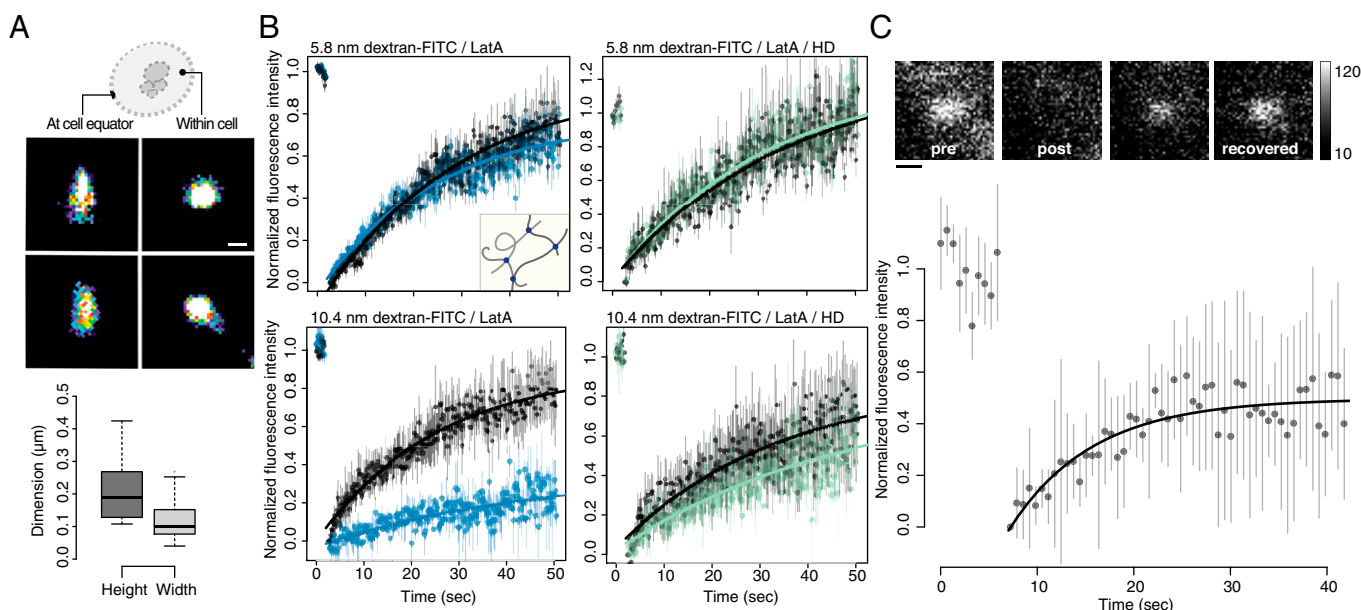 A
At cell equator
Within cell
Dimension (µm)
0.0 0.1 0.2 0.3 0.4 0.5
Height Width
B
5.8 nm dextran-FITC / LatA
Normalized fluorescence intensity
0.0 0.2 0.4 0.6 0.8 1.0
5.8 nm dextran-FITC / LatA / HD
Normalized fluorescence intensity
0.0 0.2 0.4 0.6 0.8 1.0 1.2
10.4 nm dextran-FITC / LatA
Normalized fluorescence intensity
0.0 0.2 0.4 0.6 0.8 1.0
0 10 20 30 40 50
Time (sec)
10.4 nm dextran-FITC / LatA / HD
Normalized fluorescence intensity
0.0 0.2 0.4 0.6 0.8 1.0
0 10 20 30 40 50
Time (sec)
C
pre
post
recovered
120
10
Normalized fluorescence intensity
0.0 0.2 0.4 0.6 0.8 1.0
0 10 20 30 40
Time (sec)